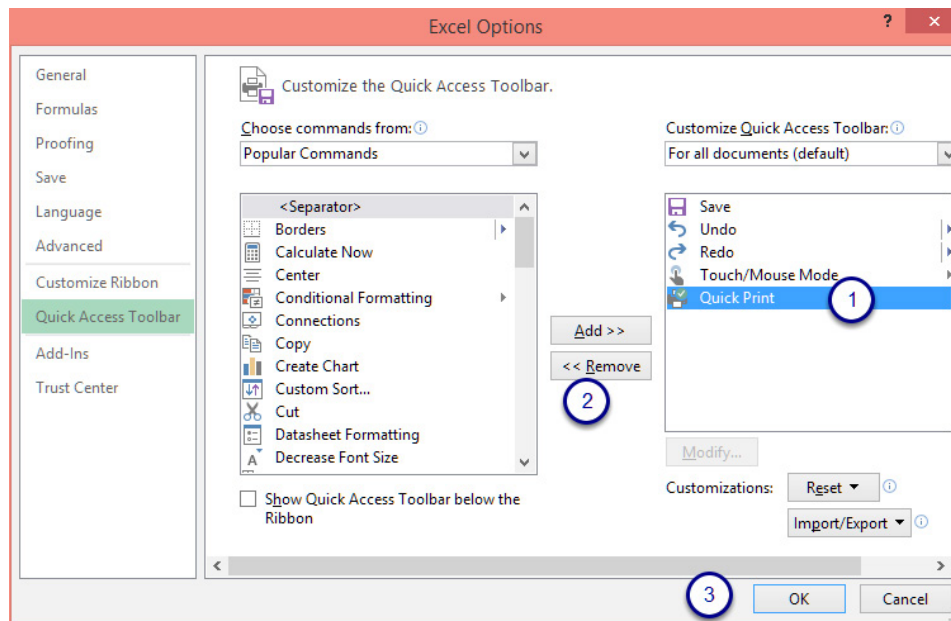 Excel Options
?
General
Formulas
Proofing
Save
Language
Advanced
Customize Ribbon
Quick Access Toolbar
Add-Ins
Trust Center
Customize the Quick Access Toolbar.
Choose commands from:
Popular Commands
<Separator>
Borders
Calculate Now
Center
Conditional Formatting
Connections
Copy
Create Chart
Custom Sort...
Cut
Datasheet Formatting
Decrease Font Size
Show Quick Access Toolbar below the
Ribbon
Add >>
<< Remove
2
Customize Quick Access Toolbar:
For all documents (default)
Save
Undo
Redo
Touch/Mouse Mode
Quick Print
1
Modify...
Customizations:
Reset
Import/Export
3
OK
Cancel